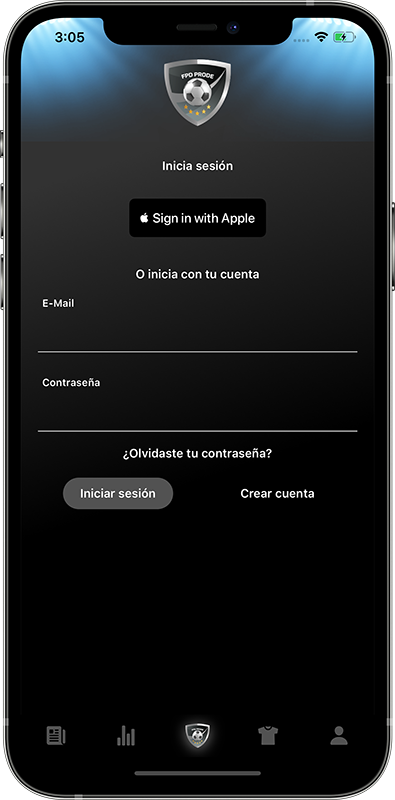 3:05
FPD PRODE
Inicia sesión
Sign in with Apple
O inicia con tu cuenta
E-Mail
Contraseña
¿Olvidaste tu contraseña?
Iniciar sesión
Crear cuenta